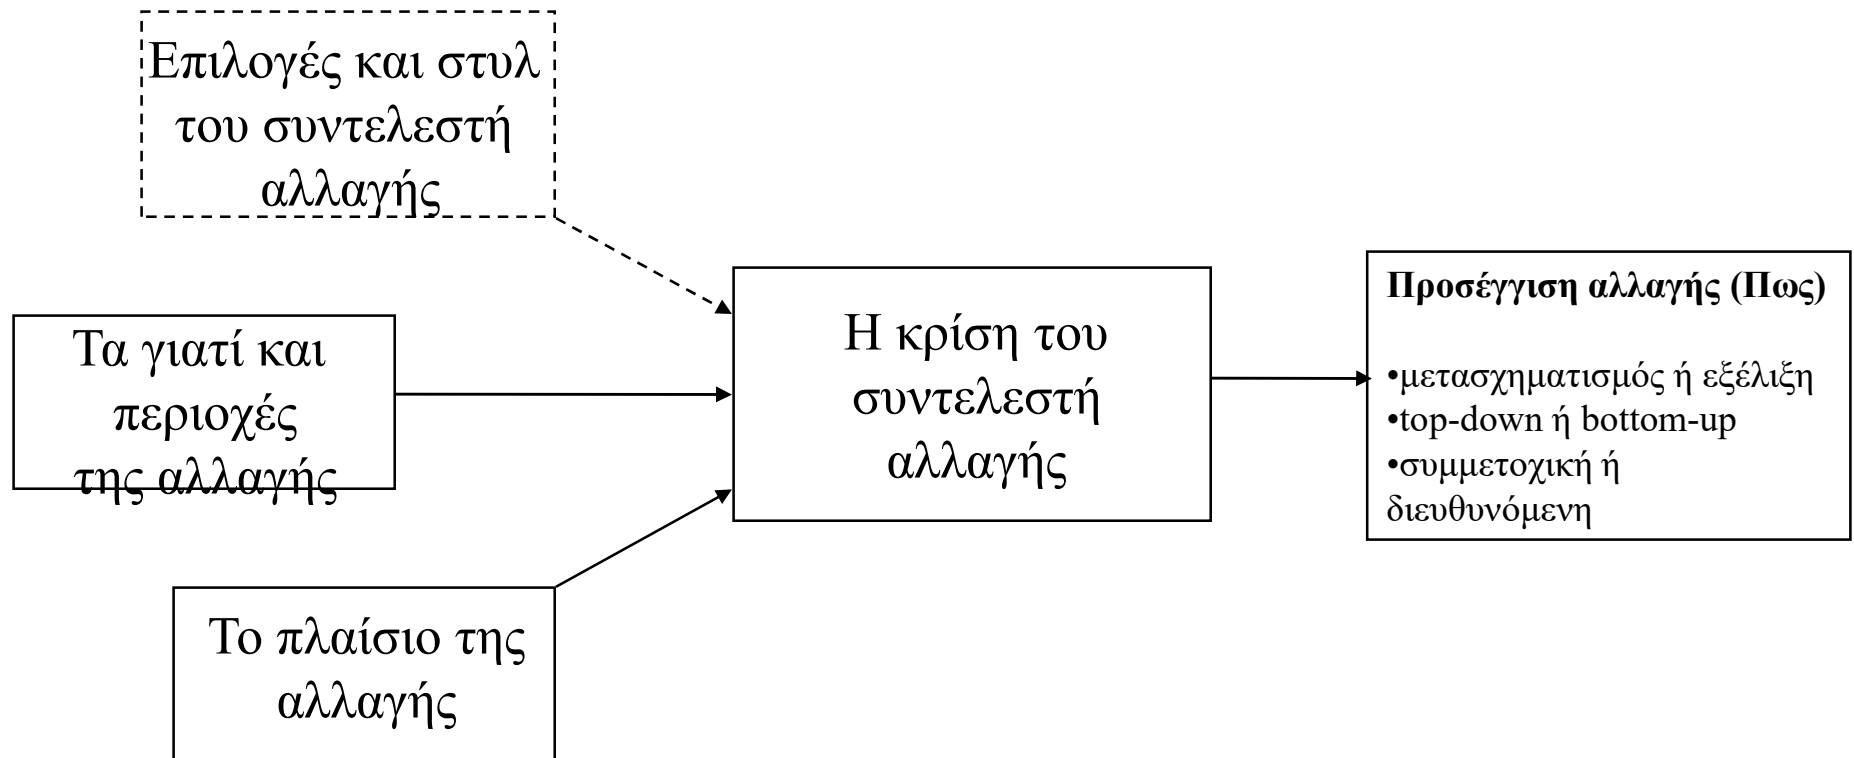 Επιλογές και στυλ
του συντελεστή
αλλαγής
Τα γιατί και
περιοχές
της αλλαγής
Το πλαίσιο της
αλλαγής
Η κρίση του
συντελεστή
αλλαγής
Προσέγγιση αλλαγής (Πως)
•μετασχηματισμός ή εξέλιξη
•top-down ή bottom-up
•συμμετοχική ή
διευθυνόμενη